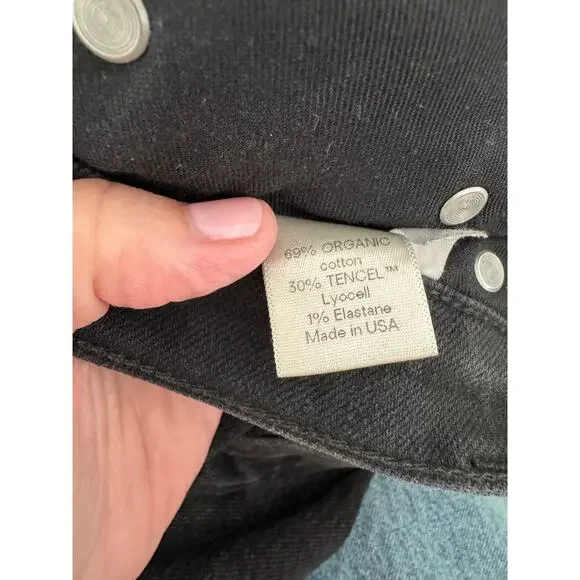 69% ORGANIC
cotton
30% TENCEL™
Lyocell
1% Elastane
Made in USA